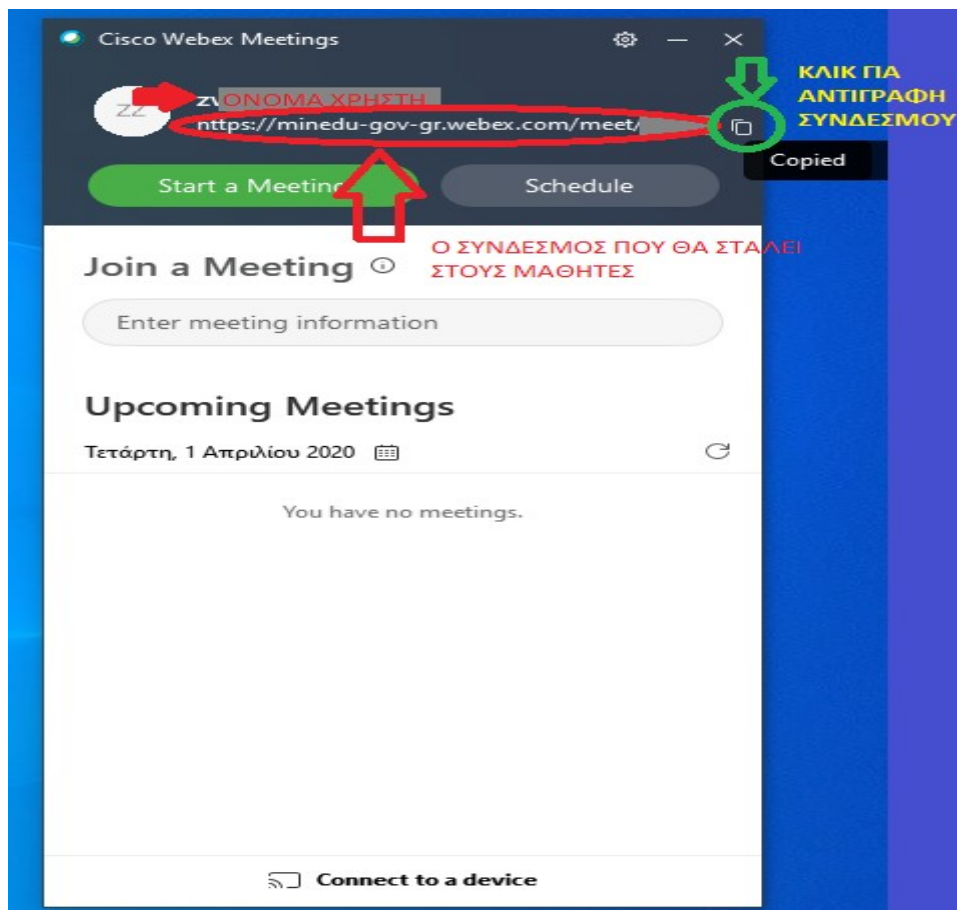 Cisco Webex Meetings
ΚΛΙΚ ΓΙΑ
ΑΝΤΙΓΡΑΦΗ
ΣΥΝΔΕΣΜΟΥ
ZZ
ΟΝΟΜΑ ΧΡΗΣΤΗ
https://minedu-gov-gr.webex.com/meet/
Copied
Start a Meeting
Schedule
Ο ΣΥΝΔΕΣΜΟΣ ΠΟΥ ΘΑ ΣΤΑΛΕΙ
ΣΤΟΥΣ ΜΑΘΗΤΕΣ
Join a Meeting
Enter meeting information
Upcoming Meetings
Τετάρτη, 1 Απριλίου 2020
You have no meetings.
Connect to a device